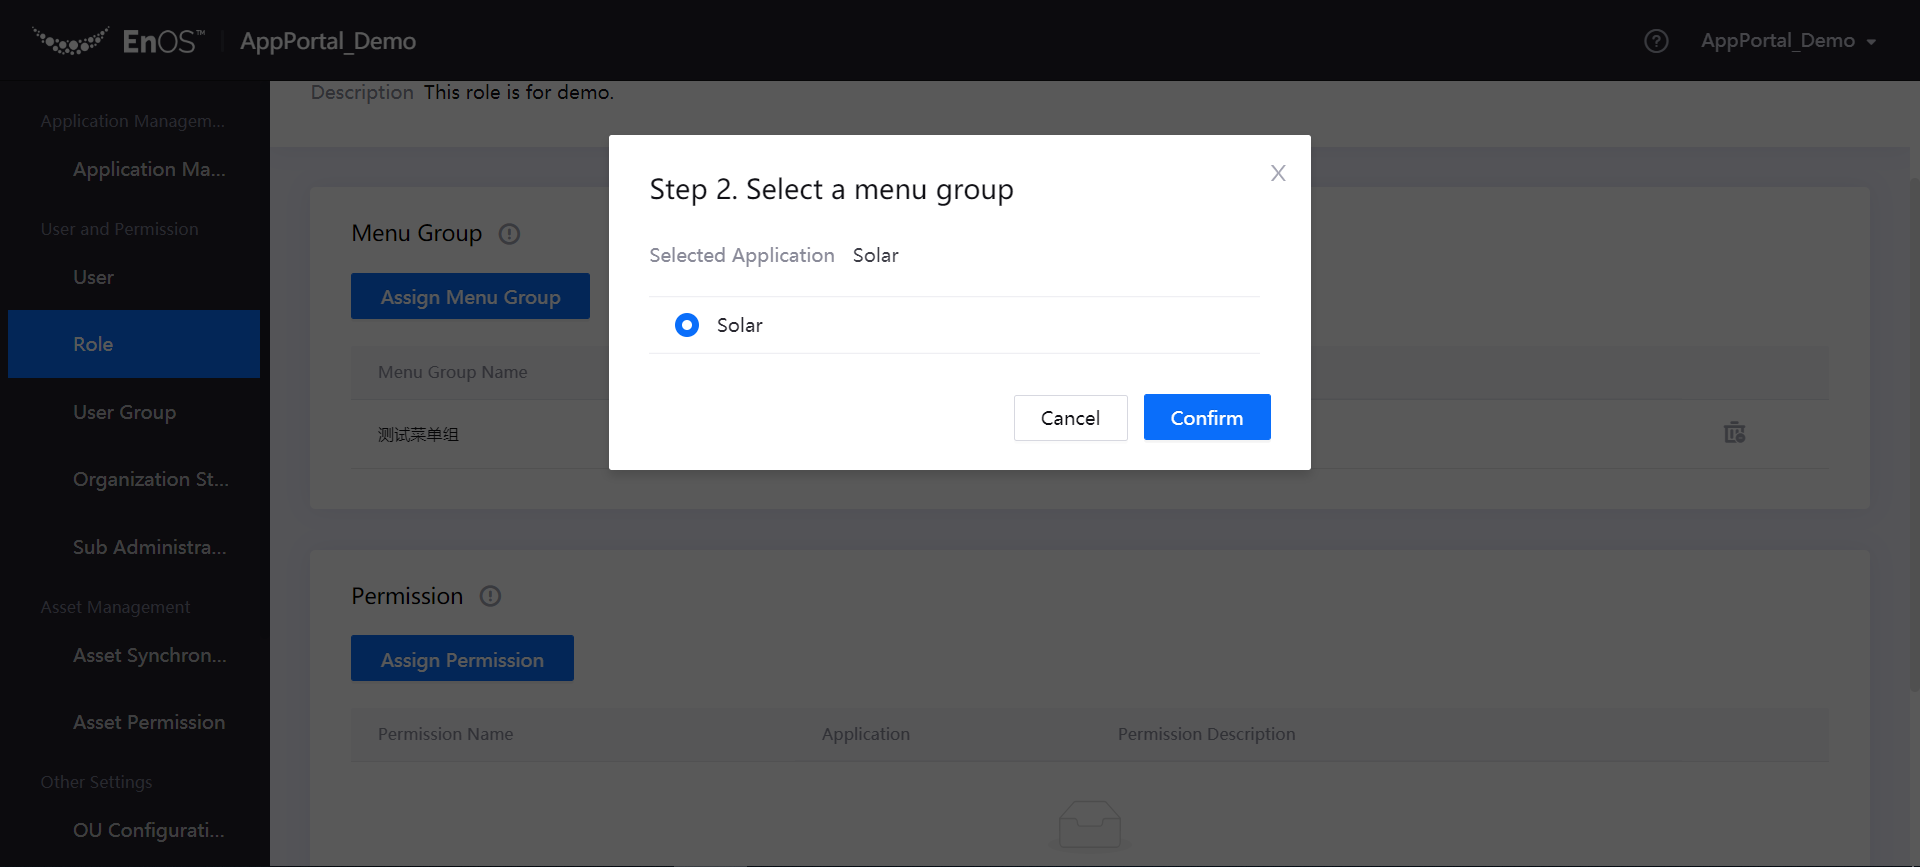 EnOS™ AppPortal_Demo
AppPortal_Demo
Application Managem...
Application Ma...
User and Permission
User
Role
User Group
Organization St...
Sub Administra...
Asset Management
Asset Synchron...
Asset Permission
Other Settings
OU Configurati...
Description This role is for demo.
Menu Group
Assign Menu Group
Menu Group Name
测试菜单组
Step 2. Select a menu group
X
Selected Application Solar
Solar
Cancel Confirm
Permission
Assign Permission
Permission Name Application Permission Description